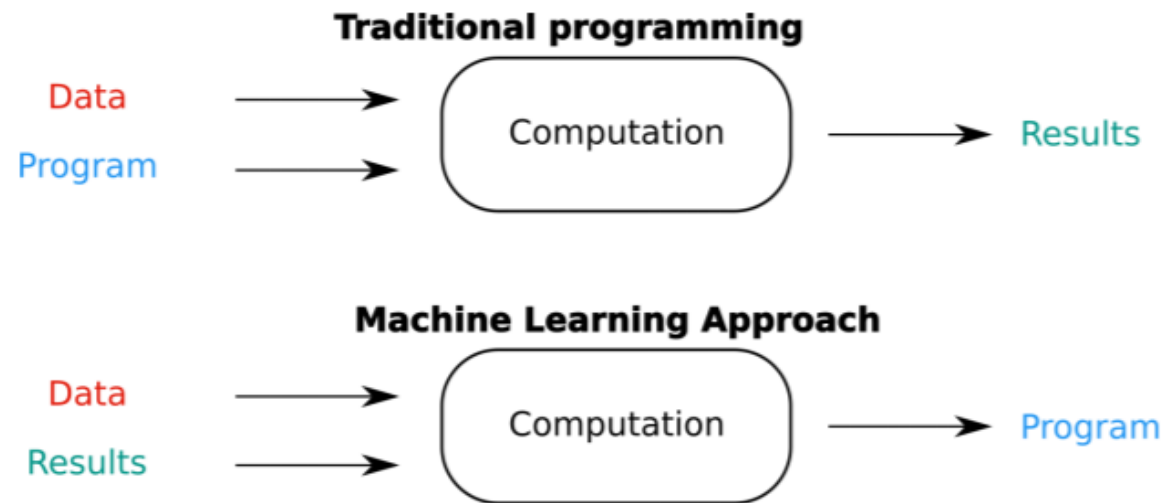 Traditional programming
Data
Computation
Results
Program
Machine Learning Approach
Data
Computation
Program
Results